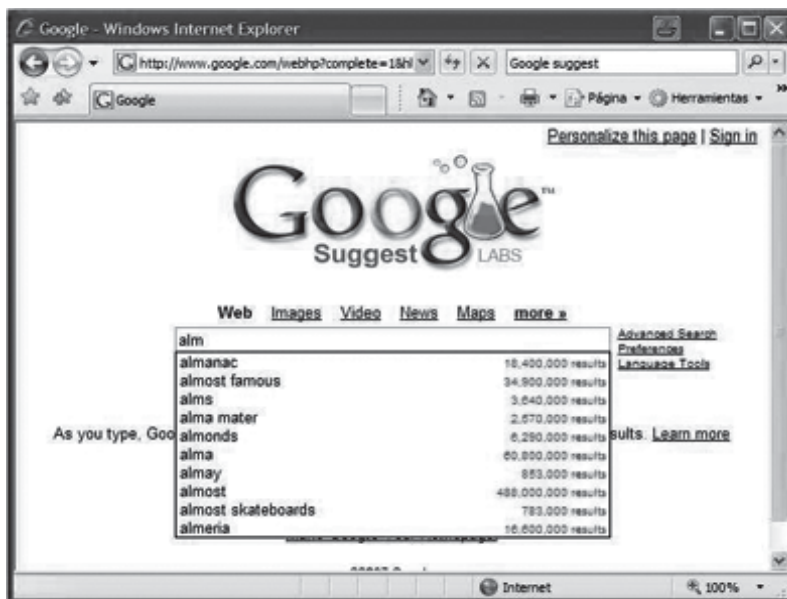 Google - Windows Internet Explorer
http://www.google.com/webhp?complete=1&hl Google suggest
Google Página Herramientas
Personalize this page | Sign in
Google™
Suggest LABS
Web Images Video News Maps more »
alm
Advanced Search
Preferences
Language Tools
almanac 18,400,000 results
almost famous 34,900,000 results
alms 3,640,000 results
alma mater 2,570,000 results
almonds 6,290,000 results
alma 60,800,000 results
almay 853,000 results
almost 488,000,000 results
almost skateboards 783,000 results
almeria 16,600,000 results
As you type, Goo sults. Learn more
Internet 100%